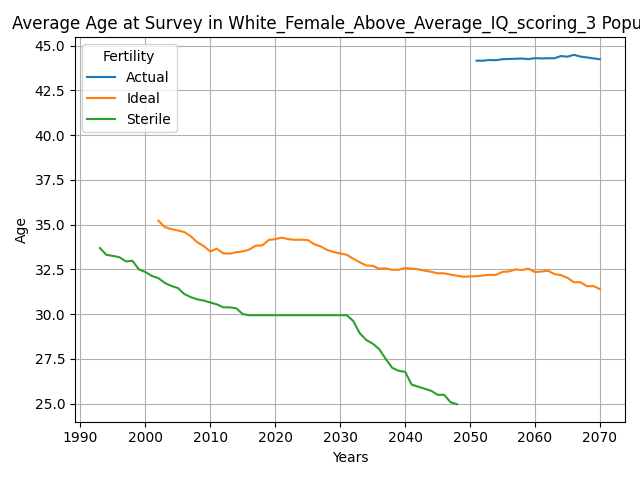 Average Age at Survey in White_Female_Above_Average_IQ_scoring_3 Popu
Fertility
Actual
Ideal
Sterile
45.0
42.5
40.0
37.5
35.0
32.5
30.0
27.5
25.0
Age
1990 2000 2010 2020 2030 2040 2050 2060 2070
Years